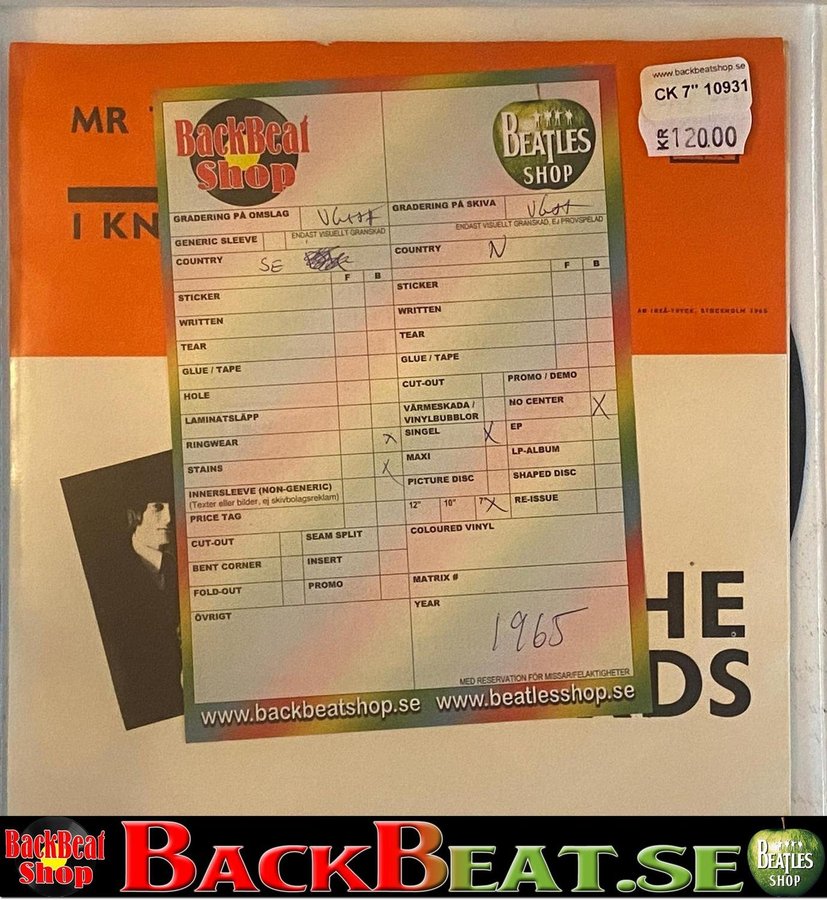 MR
I KN
www.backbeatshop.se
CK 7" 10931
KR 120.00
AB IREÅ-TRYCK, STOCKHOLM 1965
BackBeat
Shop
BEATLES
SHOP
GRADERING PÅ OMSLAG VG++
ENDAST VISUELLT GRANSKAD
GENERIC SLEEVE
COUNTRY SE
F B
STICKER
WRITTEN
TEAR
GLUE / TAPE
HOLE
LAMINATSLÄPP
RINGWEAR X
STAINS X
INNERSLEEVE (NON-GENERIC)
(Texter eller bilder, ej skivbolagsreklam)
PRICE TAG
CUT-OUT SEAM SPLIT
BENT CORNER INSERT
FOLD-OUT PROMO
ÖVRIGT
GRADERING PÅ SKIVA VG++
ENDAST VISUELLT GRANSKAD, EJ PROVSPELAD
COUNTRY N
F B
STICKER
WRITTEN
TEAR
GLUE / TAPE
CUT-OUT PROMO / DEMO
VÄRMESKADA / NO CENTER X
VINYLBUBBLOR
SINGEL X EP
MAXI LP-ALBUM
PICTURE DISC SHAPED DISC
12" 10" 7" X RE-ISSUE
COLOURED VINYL
MATRIX #
YEAR
1965
MED RESERVATION FÖR MISSAR/FELAKTIGHETER
www.backbeatshop.se www.beatlesshop.se
HE
DS
BackBeat
Shop
BACKBEAT.SE
BEATLES
SHOP